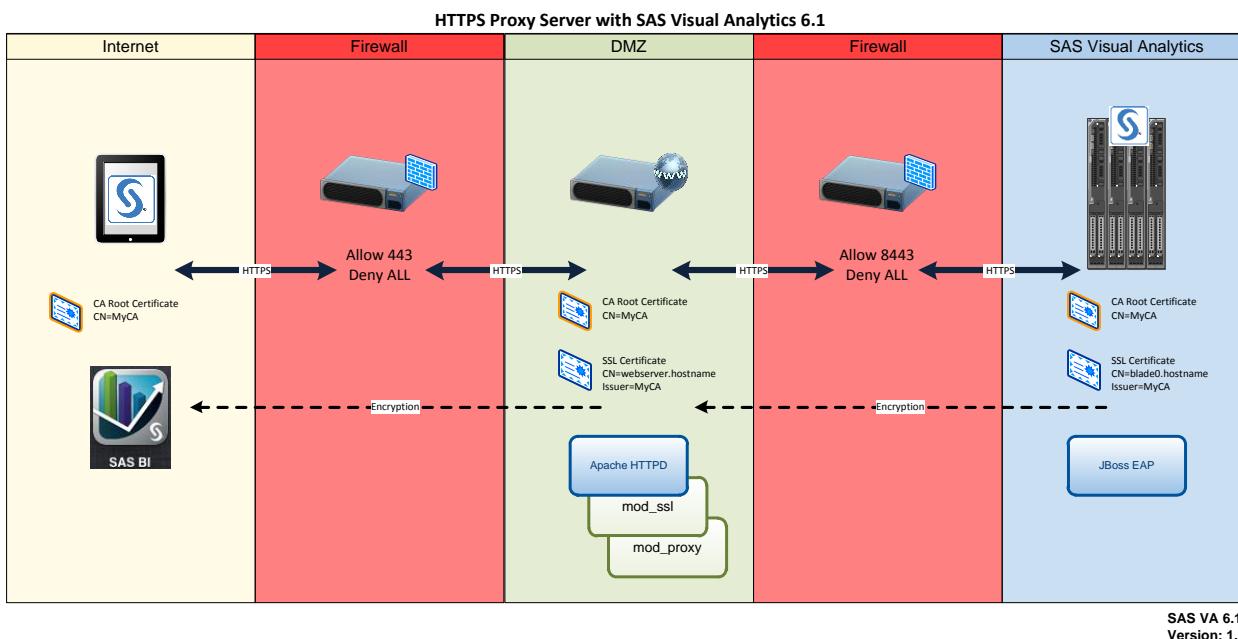 HTTPS Proxy Server with SAS Visual Analytics 6.1
Internet
Firewall
DMZ
Firewall
SAS Visual Analytics
www
Allow 443
Deny ALL
Allow 8443
Deny ALL
HTTPS
HTTPS
HTTPS
HTTPS
CA Root Certificate
CN=MyCA
CA Root Certificate
CN=MyCA
CA Root Certificate
CN=MyCA
SSL Certificate
CN=webserver.hostname
Issuer=MyCA
SSL Certificate
CN=blade0.hostname
Issuer=MyCA
Encryption
Encryption
SAS BI
Apache HTTPD
mod_ssl
mod_proxy
JBoss EAP
SAS VA 6.1
Version: 1.